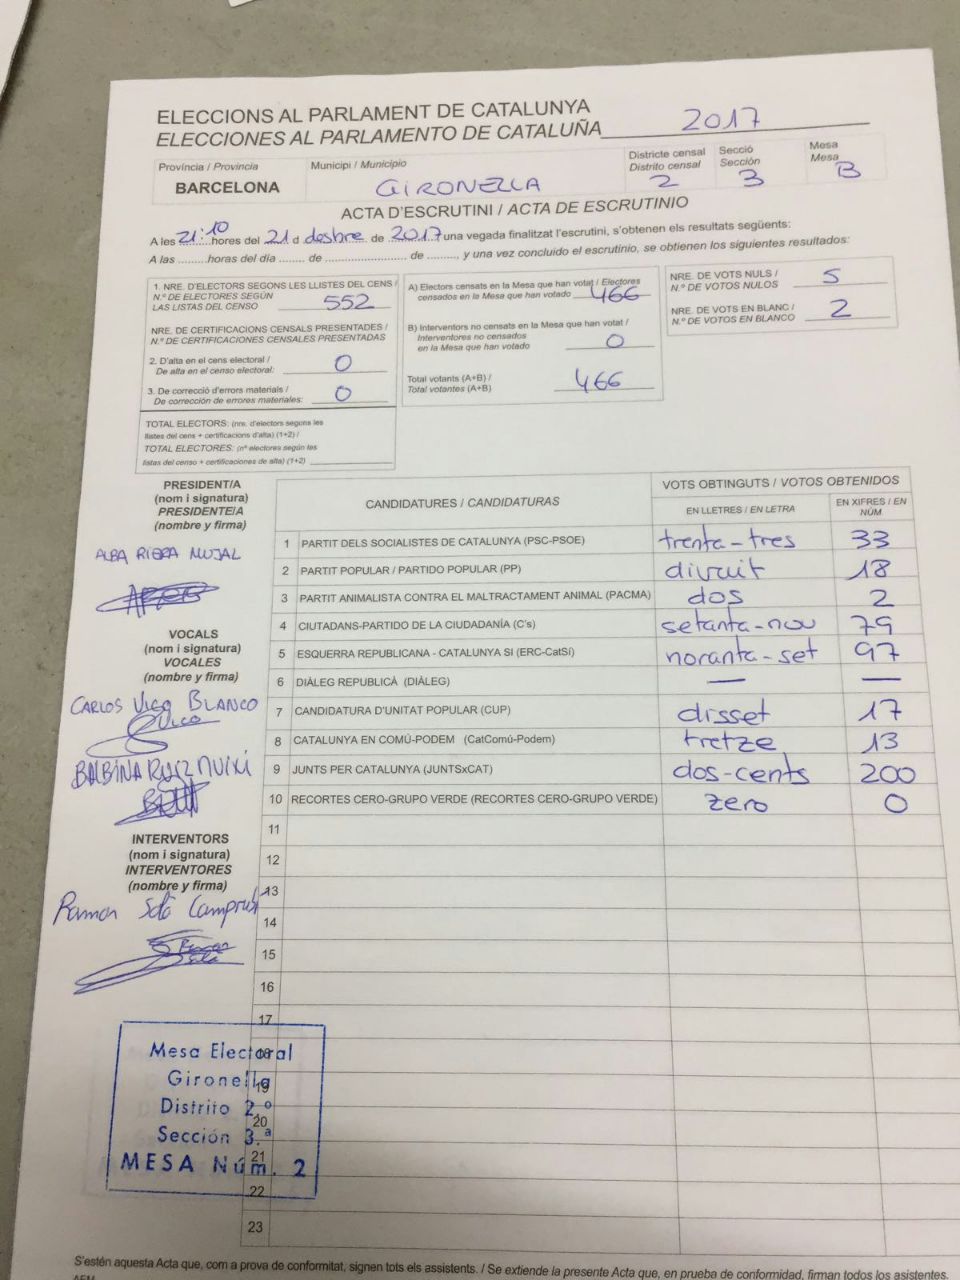 ELECCIONS AL PARLAMENT DE CATALUNYA
ELECCIONES AL PARLAMENTO DE CATALUÑA 2017
Província / Provincia
BARCELONA
Municipi / Municipio
GIRONELLA
Districte censal
Distrito censal
2
Secció
Sección
3
Mesa
Mesa
B
ACTA D'ESCRUTINI / ACTA DE ESCRUTINIO
A les 21:10 hores del 21 d desbre de 2017 una vegada finalitzat l'escrutini, s'obtenen els resultats següents:
A las .........horas del día ....... de ........................ de ........, y una vez concluido el escrutinio, se obtienen los siguientes resultados:
1. NRE. D'ELECTORS SEGONS LES LLISTES DEL CENS /
N.º DE ELECTORES SEGÚN
LAS LISTAS DEL CENSO 552
NRE. DE CERTIFICACIONS CENSALS PRESENTADES /
N.º DE CERTIFICACIONES CENSALES PRESENTADAS
2. D'alta en el cens electoral /
De alta en el censo electoral: 0
3. De correcció d'errors materials /
De corrección de errores materiales: 0
TOTAL ELECTORS: (nre. d'electors segons les
llistes del cens + certificacions d'alta) (1+2) /
TOTAL ELECTORES: (nº electores según las
listas del censo + certificaciones de alta) (1+2)
A) Electors censats en la Mesa que han votat / Electores
censados en la Mesa que han votado 466
B) Interventors no censats en la Mesa que han votat /
Interventores no censados
en la Mesa que han votado 0
Total votants (A+B) /
Total votantes (A+B) 466
NRE. DE VOTS NULS /
N.º DE VOTOS NULOS 5
NRE. DE VOTS EN BLANC /
N.º DE VOTOS EN BLANCO 2
PRESIDENT/A
(nom i signatura)
PRESIDENTE/A
(nombre y firma)
ALBA RIERA MUJAL
VOCALS
(nom i signatura)
VOCALES
(nombre y firma)
CARLOS Vigo BLANCO
BALBINA RUIZ
INTERVENTORS
(nom i signatura)
INTERVENTORES
(nombre y firma)
Ramon
CANDIDATURES / CANDIDATURAS
VOTS OBTINGUTS / VOTOS OBTENIDOS
EN LLETRES / EN LETRA
EN XIFRES / EN NÚM
1 PARTIT DELS SOCIALISTES DE CATALUNYA (PSC-PSOE) trenta-tres 33
2 PARTIT POPULAR / PARTIDO POPULAR (PP) divuit 18
3 PARTIT ANIMALISTA CONTRA EL MALTRACTAMENT ANIMAL (PACMA) dos 2
4 CIUTADANS-PARTIDO DE LA CIUDADANÍA (C's) setanta-nou 79
5 ESQUERRA REPUBLICANA - CATALUNYA SI (ERC-CatSí) noranta-set 97
6 DIÀLEG REPUBLICÀ (DIÀLEG) — —
7 CANDIDATURA D'UNITAT POPULAR (CUP) disset 17
8 CATALUNYA EN COMÚ-PODEM (CatComú-Podem) tretze 13
9 JUNTS PER CATALUNYA (JUNTSxCAT) dos-cents 200
10 RECORTES CERO-GRUPO VERDE (RECORTES CERO-GRUPO VERDE) zero 0
11
12
13
14
15
16
17
18
19
20
21
22
23
Mesa Electoral
Gironella
Distrito 2.º
Sección 3.ª
MESA Núm. 2
S'estén aquesta Acta que, com a prova de conformitat, signen tots els assistents. / Se extiende la presente Acta que, en prueba de conformidad, firman todos los asistentes.